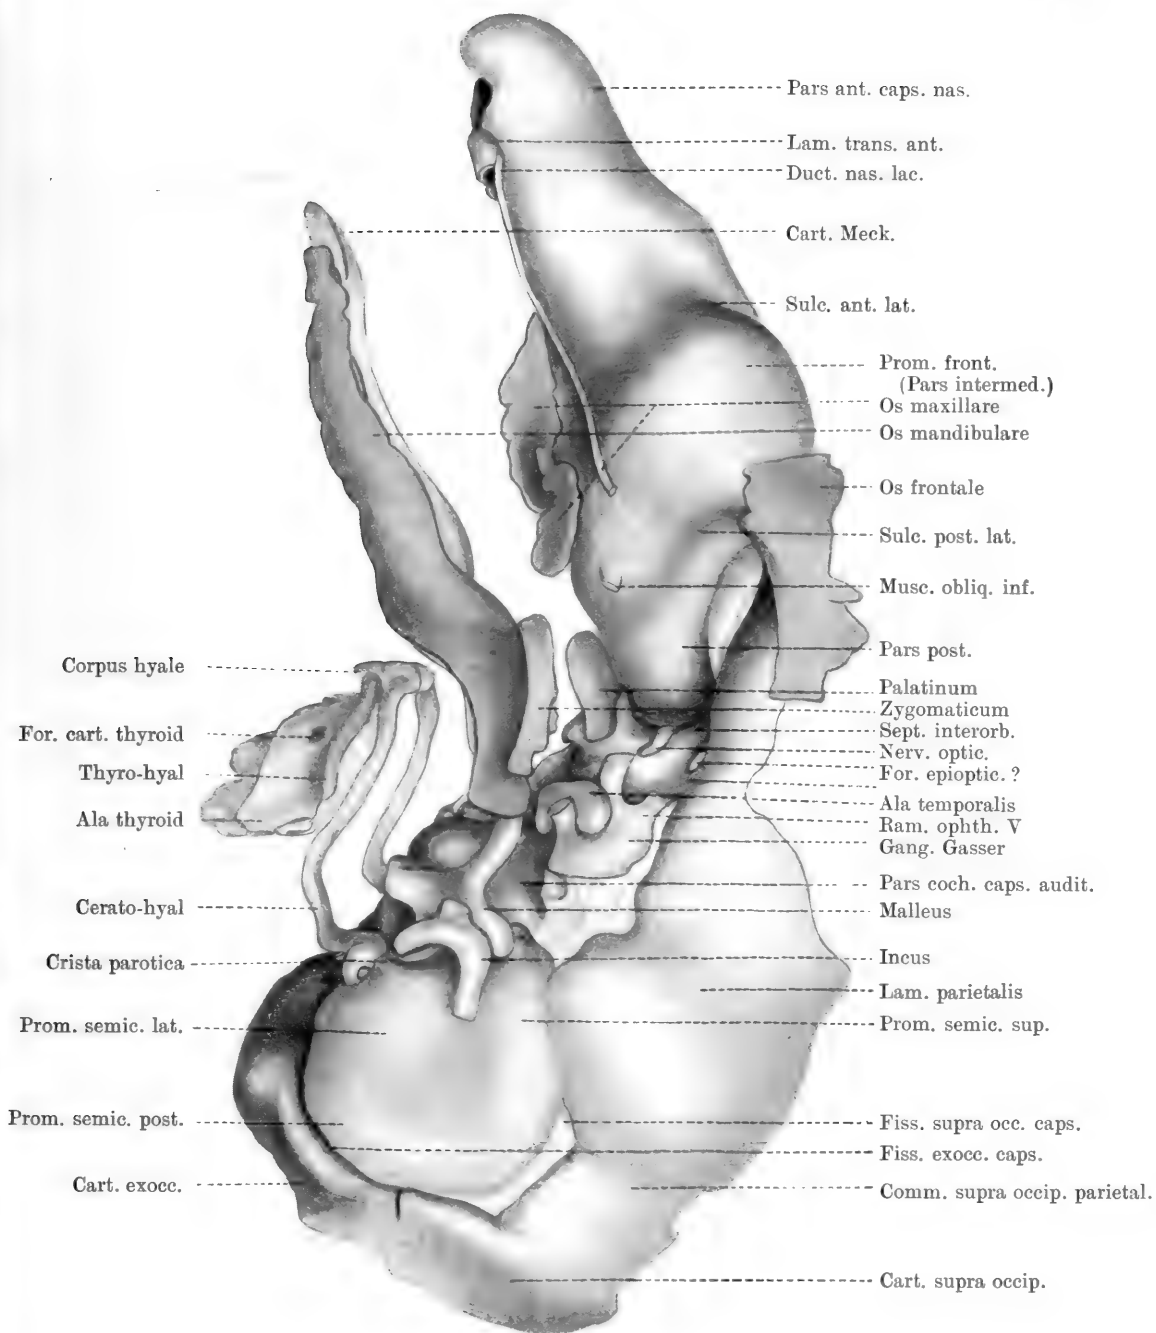 Pars ant. caps. nas.
Lam. trans. ant.
Duct. nas. lac.
Cart. Meck.
Sulc. ant. lat.
Prom. front.
(Pars intermed.)
Os maxillare
Os mandibulare
Os frontale
Sulc. post. lat.
Musc. obliq. inf.
Pars post.
Palatinum
Zygomaticum
Sept. interorb.
Nerv. optic.
For. epioptic. ?
Ala temporalis
Ram. ophth. V
Gang. Gasser
Pars coch. caps. audit.
Malleus
Incus
Lam. parietalis
Prom. semic. sup.
Fiss. supra occ. caps.
Fiss. exocc. caps.
Comm. supra occip. parietal.
Cart. supra occip.
Corpus hyale
For. cart. thyroid
Thyro-hyal
Ala thyroid
Cerato-hyal
Crista parotica
Prom. semic. lat.
Prom. semic. post.
Cart. exocc.